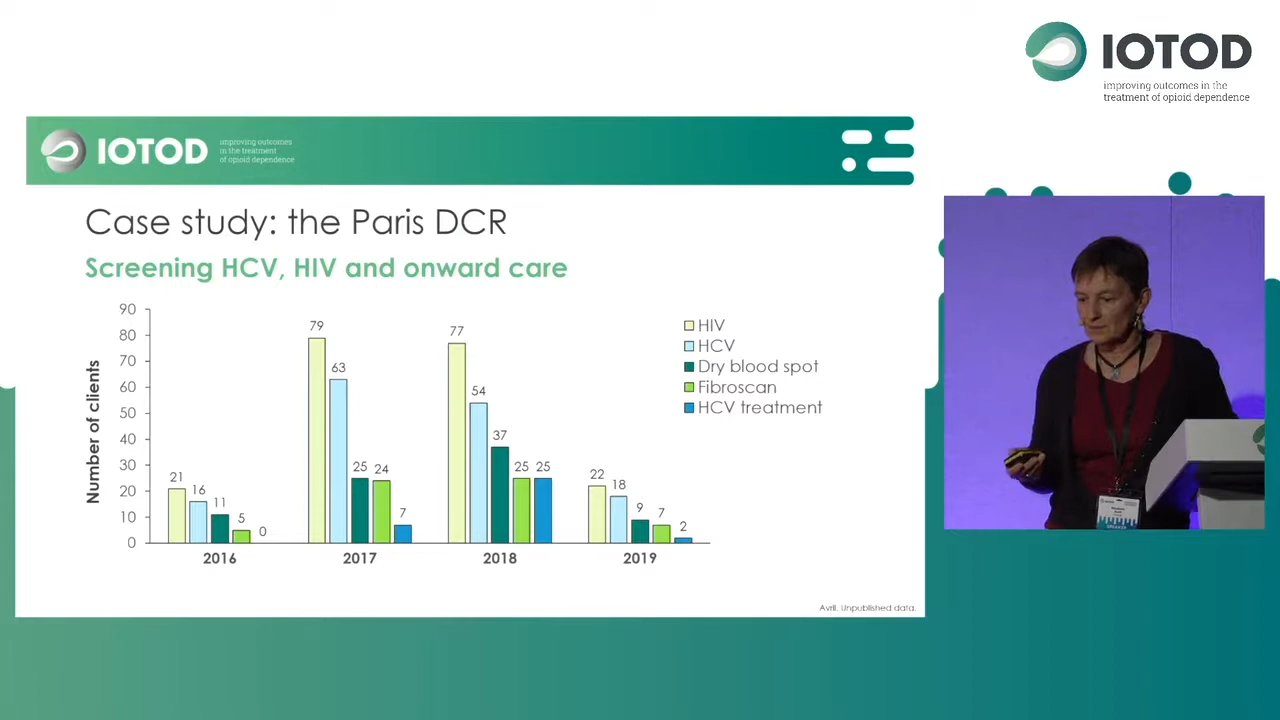 IOTOD
improving outcomes in the
treatment of opioid dependence
IOTOD
improving outcomes
in the treatment
of opioid dependence
Case study: the Paris DCR
Screening HCV, HIV and onward care
Number of clients
90
80
70
60
50
40
30
20
10
0
21
16
11
5
0
79
63
25
24
7
77
54
37
25
25
22
18
9
7
2
2016
2017
2018
2019
HIV
HCV
Dry blood spot
Fibroscan
HCV treatment
Avril. Unpublished data.
SPEAKER